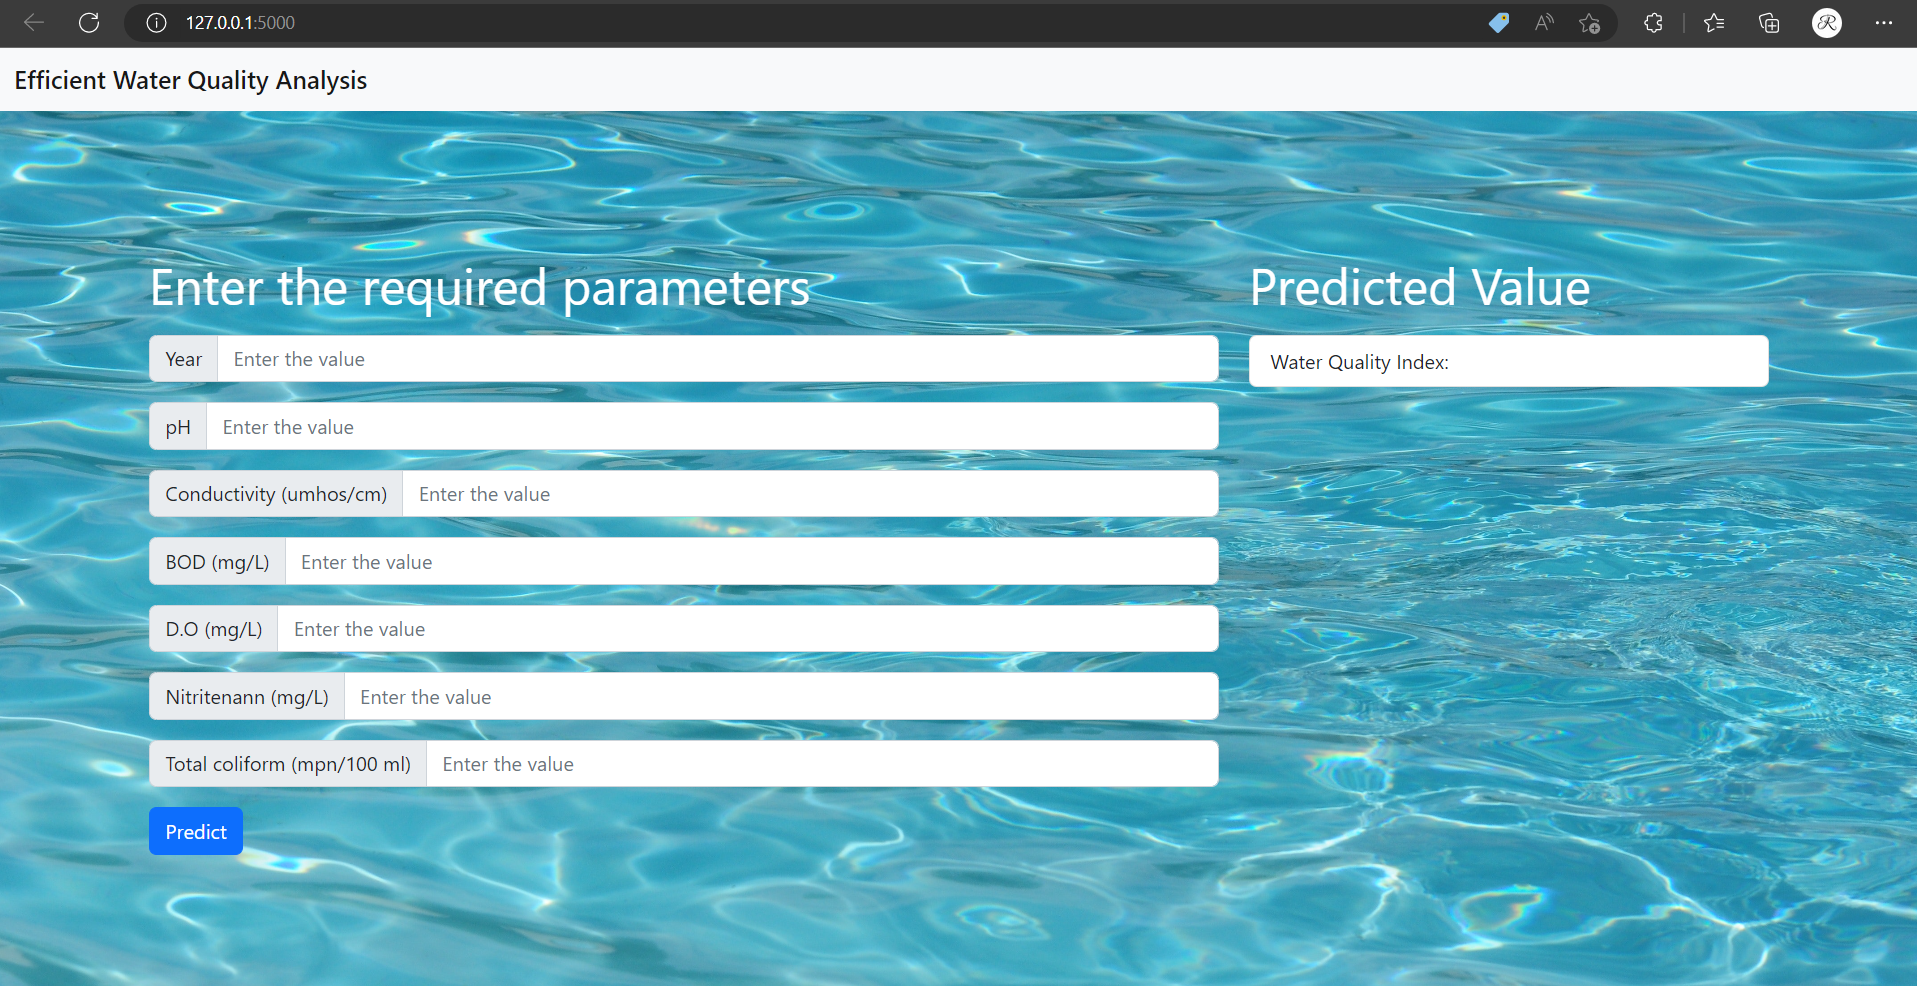 127.0.0.1:5000
Efficient Water Quality Analysis
Enter the required parameters
Year Enter the value
pH Enter the value
Conductivity (umhos/cm) Enter the value
BOD (mg/L) Enter the value
D.O (mg/L) Enter the value
Nitritenann (mg/L) Enter the value
Total coliform (mpn/100 ml) Enter the value
Predict
Predicted Value
Water Quality Index: